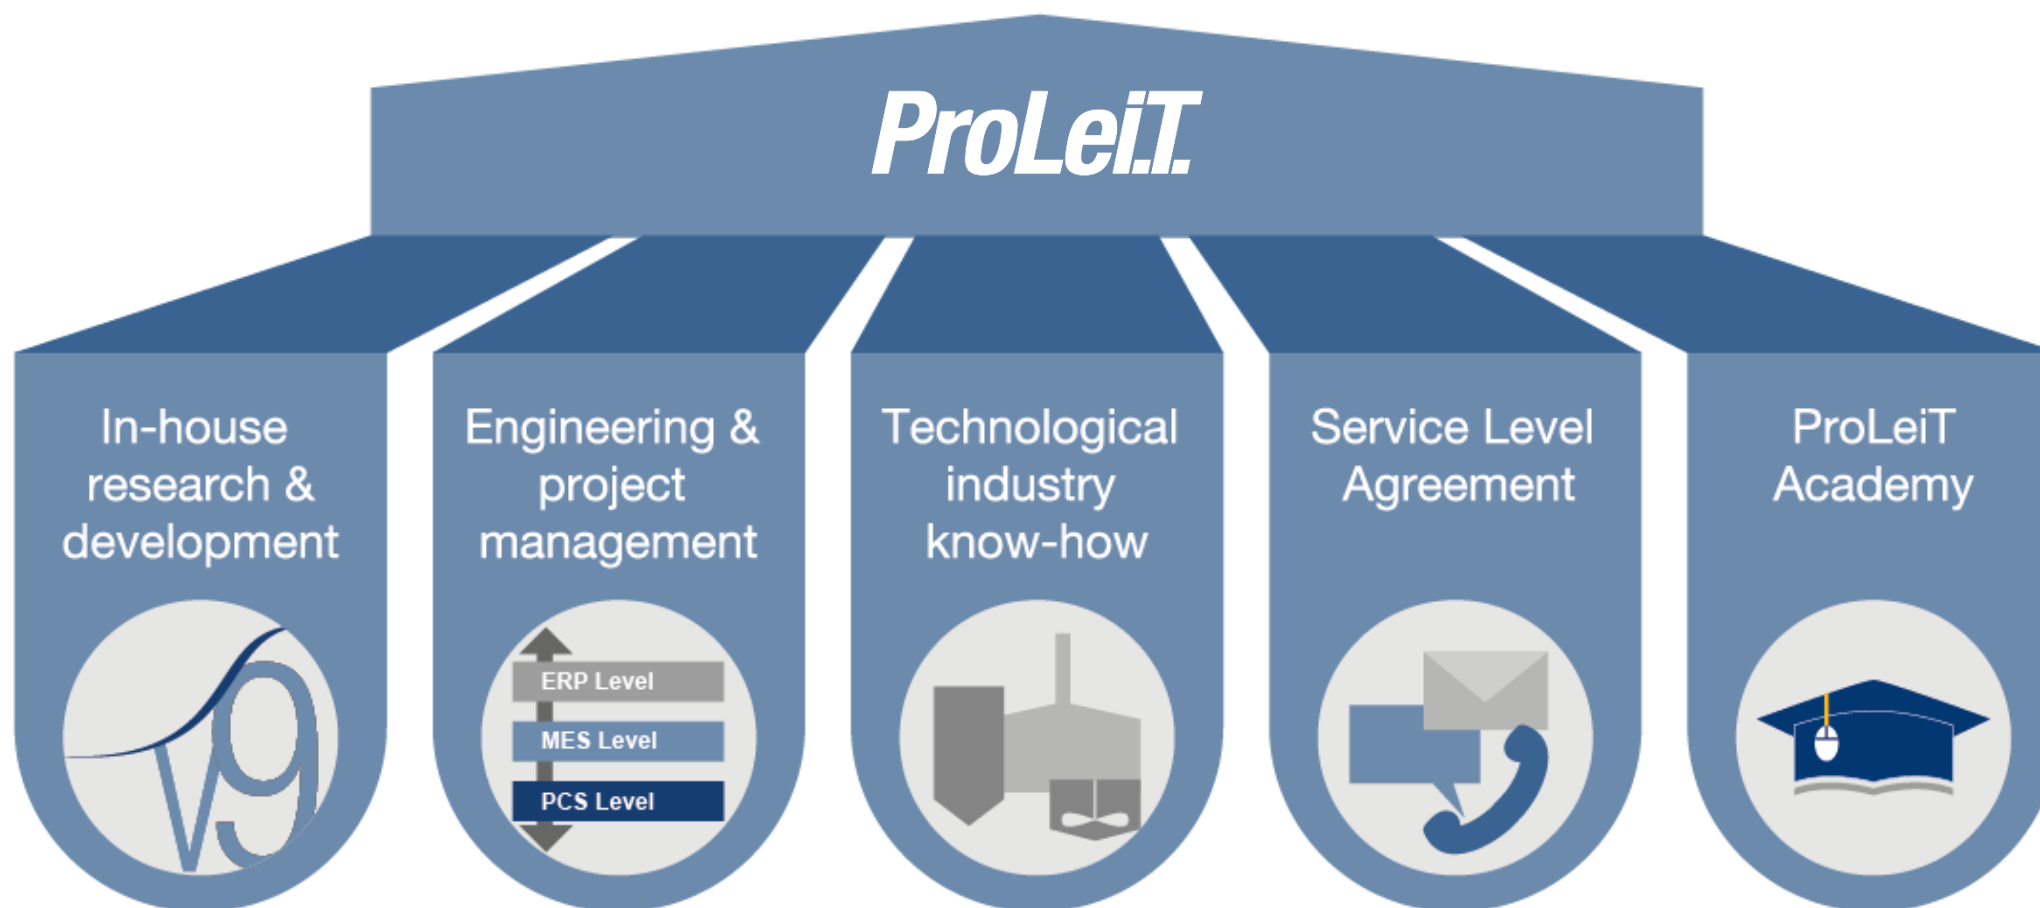 ProLeiT
In-house
research &
development
Engineering &
project
management
Technological
industry
know-how
Service Level
Agreement
ProLeiT
Academy
v9
ERP Level
MES Level
PCS Level